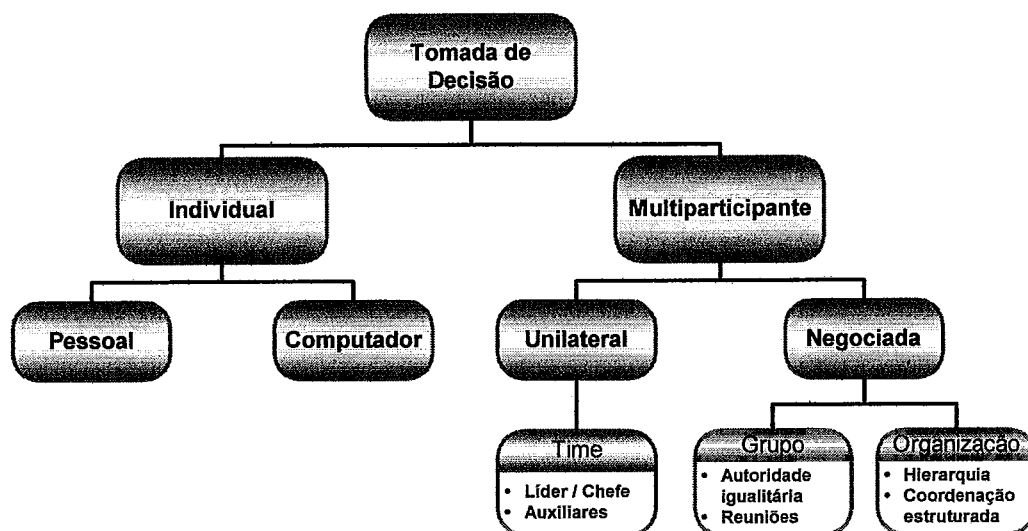 Tomada de
Decisão
Individual
Multiparticipante
Pessoal
Computador
Unilateral
Negociada
Time
• Líder / Chefe
• Auxiliares
Grupo
• Autoridade
igualitária
• Reuniões
Organização
• Hierarquia
• Coordenação
estruturada